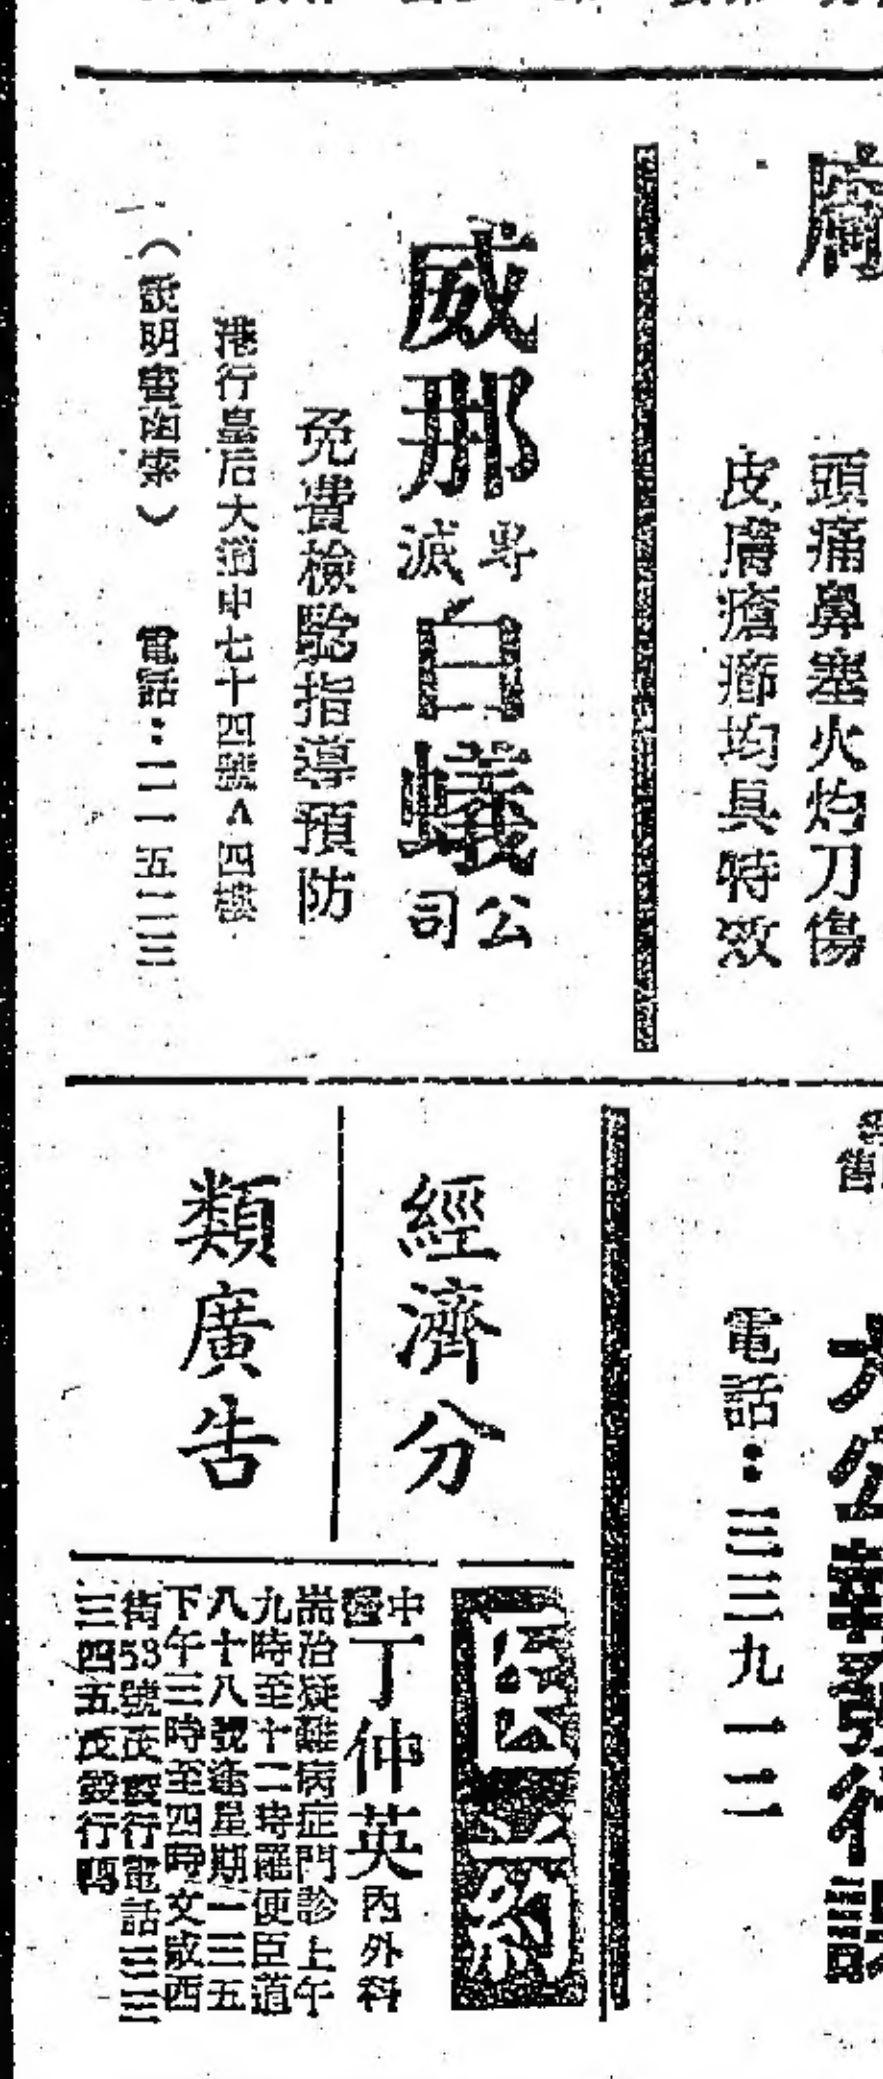 膚
頭痛鼻塞火灼刀傷
皮膚瘡癤均具特效
威那專滅白蟻公司
免費檢驗指導預防
港行皇后大道中七十四號A四樓
(說明書函索) 電話:二一五二三
電話:三三九一二
經濟分
類廣告
医药
中醫丁仲英內外科
耑治疑難病症門診上午
九時至十二時羅便臣道
八十八號逢星期一三五
下午三時至四時文咸西
街53號茂發行電話三三
三四五茂發行